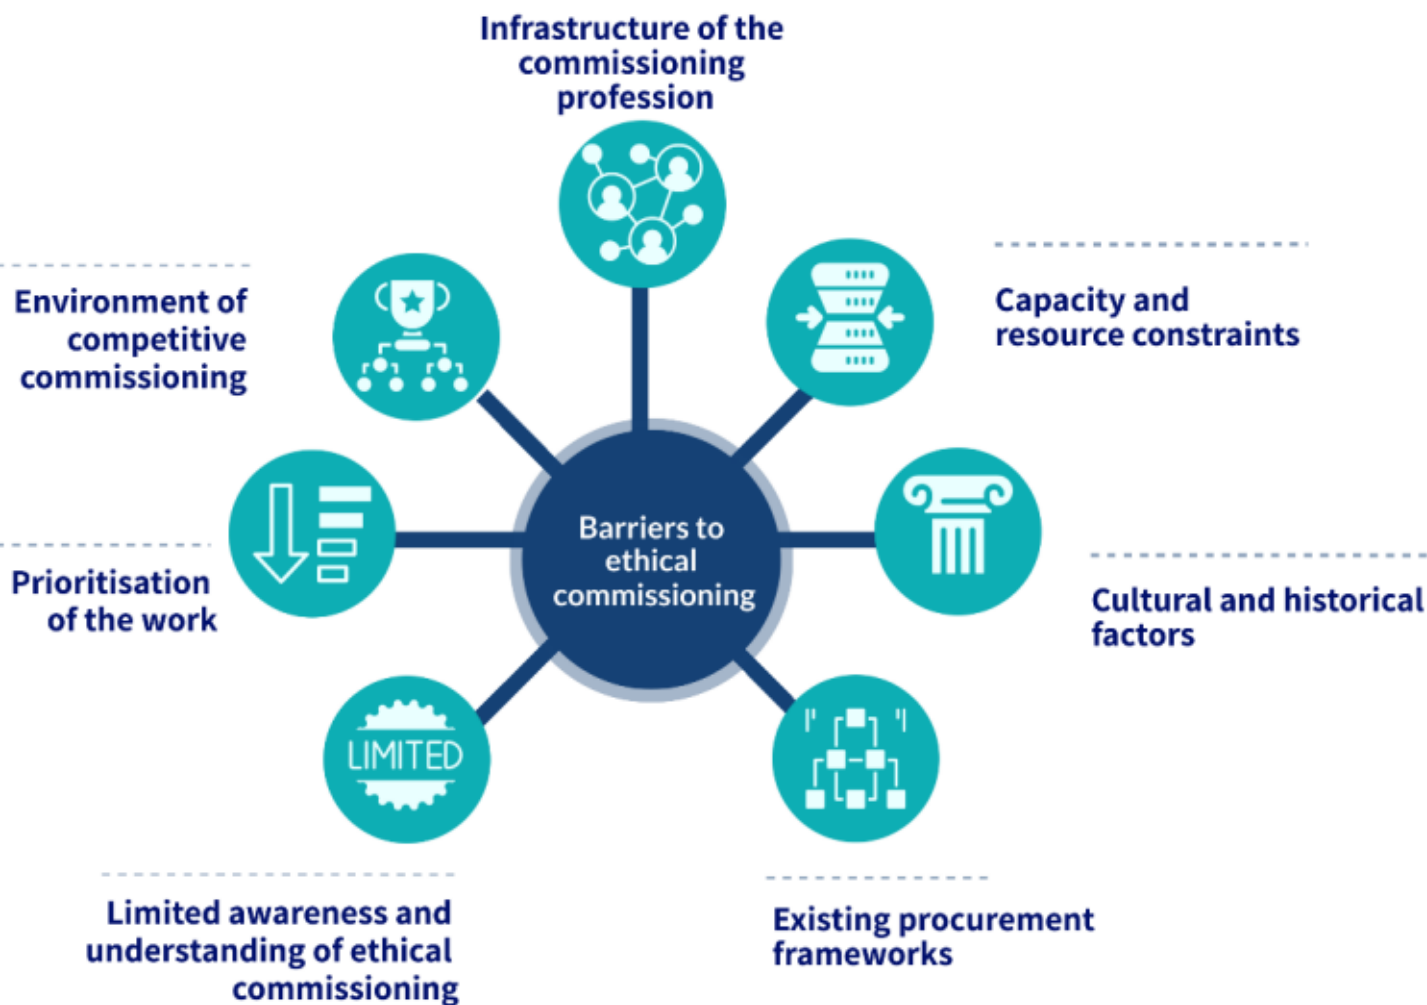 Infrastructure of the
commissioning
profession
Capacity and
resource constraints
Cultural and historical
factors
Existing procurement
frameworks
Limited awareness and
understanding of ethical
commissioning
LIMITED
Prioritisation
of the work
Environment of
competitive
commissioning
Barriers to
ethical
commissioning